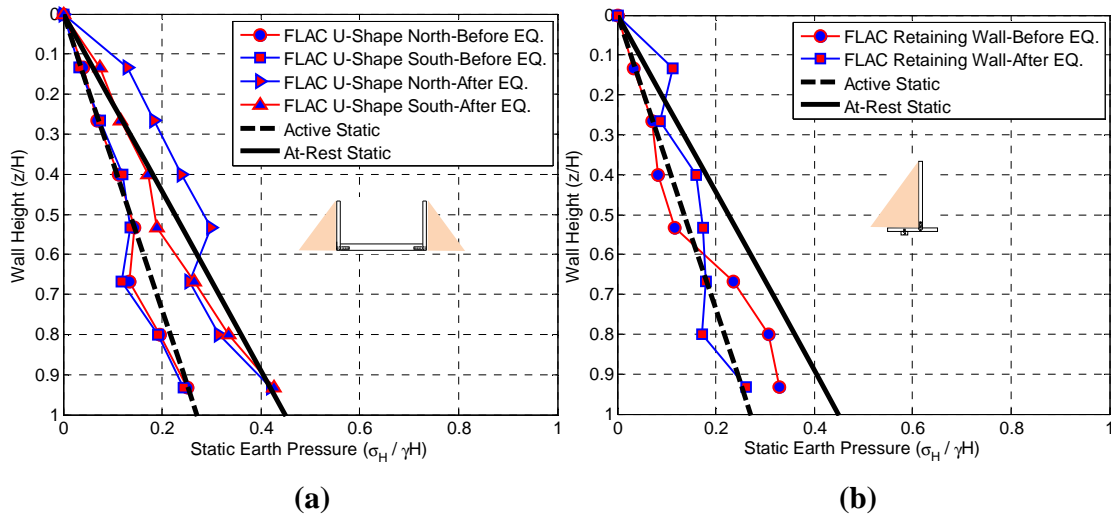 FLAC U-Shape North-Before EQ.
FLAC U-Shape South-Before EQ.
FLAC U-Shape North-After EQ.
FLAC U-Shape South-After EQ.
Active Static
At-Rest Static
Wall Height (z/H)
0
0.1
0.2
0.3
0.4
0.5
0.6
0.7
0.8
0.9
1
0 0.2 0.4 0.6 0.8 1
Static Earth Pressure (σH / γH)
(a)
FLAC Retaining Wall-Before EQ.
FLAC Retaining Wall-After EQ.
Active Static
At-Rest Static
Wall Height (z/H)
0
0.1
0.2
0.3
0.4
0.5
0.6
0.7
0.8
0.9
1
0 0.2 0.4 0.6 0.8 1
Static Earth Pressure (σH / γH)
(b)